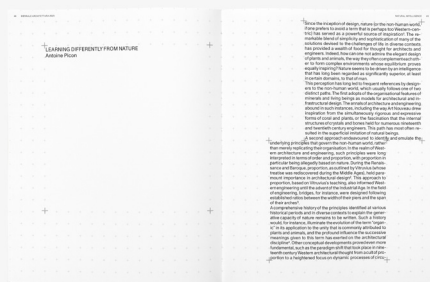 LEARNING DIFFERENTLY FROM NATURE
Antoine Picon
Since the inception of design, nature (or the non-human world,
if one prefers to avoid a term that is perhaps too Western-cen-
tric) has served as a powerful source of inspiration¹. The re-
markable blend of simplicity and sophistication of many of the
solutions devised to the challenges of life in diverse contexts
has provided a wealth of food for thought to architects and
engineers. Indeed, how can one not admire the elegant design
of plants and animals, the way they often complement each oth-
er to form complex environments whose equilibrium proves
equally inspiring? Nature seems to be driven by an intelligence
that has long been regarded as significantly superior, at least
in certain domains, to that of man.
This perception has long led to frequent references by design-
ers to the non-human world, which usually followed one of two
distinct paths. The first adopts of the organisational features of
minerals and living beings as models for architectural and in-
frastructural design. The annals of architecture and engineering
abound in such instances, including the way Art Nouveau drew
inspiration from the simultaneously rigorous and expressive
forms of coral and plants, or the fascination that the internal
structures of crystals and bones held for numerous nineteenth
and twentieth century engineers. This path has most often re-
sulted in the superficial imitation of natural beings.
A second approach endeavoured to identify and emulate the
underlying principles that govern the non-human world, rather
than merely replicating their organisation. In the realm of West-
ern architecture and engineering, such principles were long
interpreted in terms of order and proportion, with proportion in
particular being allegedly based on nature. During the Renais-
sance and Baroque, proportion, as outlined by Vitruvius (whose
treatise was rediscovered during the Middle Ages), held para-
mount importance in architectural design². This approach to
proportion, based on Vitruvius's teaching, also informed West-
ern engineering until the advent of the Industrial Age. In the field
of engineering, bridges, for instance, were designed following
established ratios between the width of their piers and the span
of their arches³.
A comprehensive history of the principles identified at various
historical periods and in diverse contexts to explain the gener-
ative capacity of nature remains to be written. Such a history
would, for instance, illuminate the evolution of the term "organ-
ic" in its application to the unity that is commonly attributed to
plants and animals, and the profound influence the successive
meanings given to this term has exerted on the architectural
discipline⁴. Other conceptual developments proved even more
fundamental, such as the paradigm shift that took place in nine-
teenth century Western architectural thought from a cult of pro-
portion to a heightened focus on dynamic processes of circu-